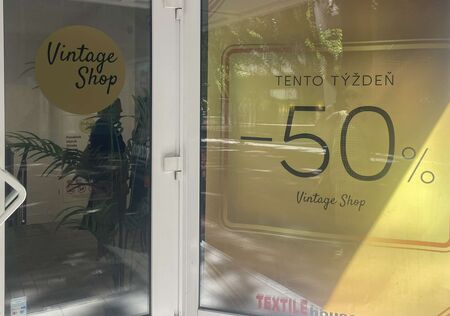 Vintage
Shop
TENTO TÝŽDEŇ
-50%
Vintage Shop
TEXTILE house